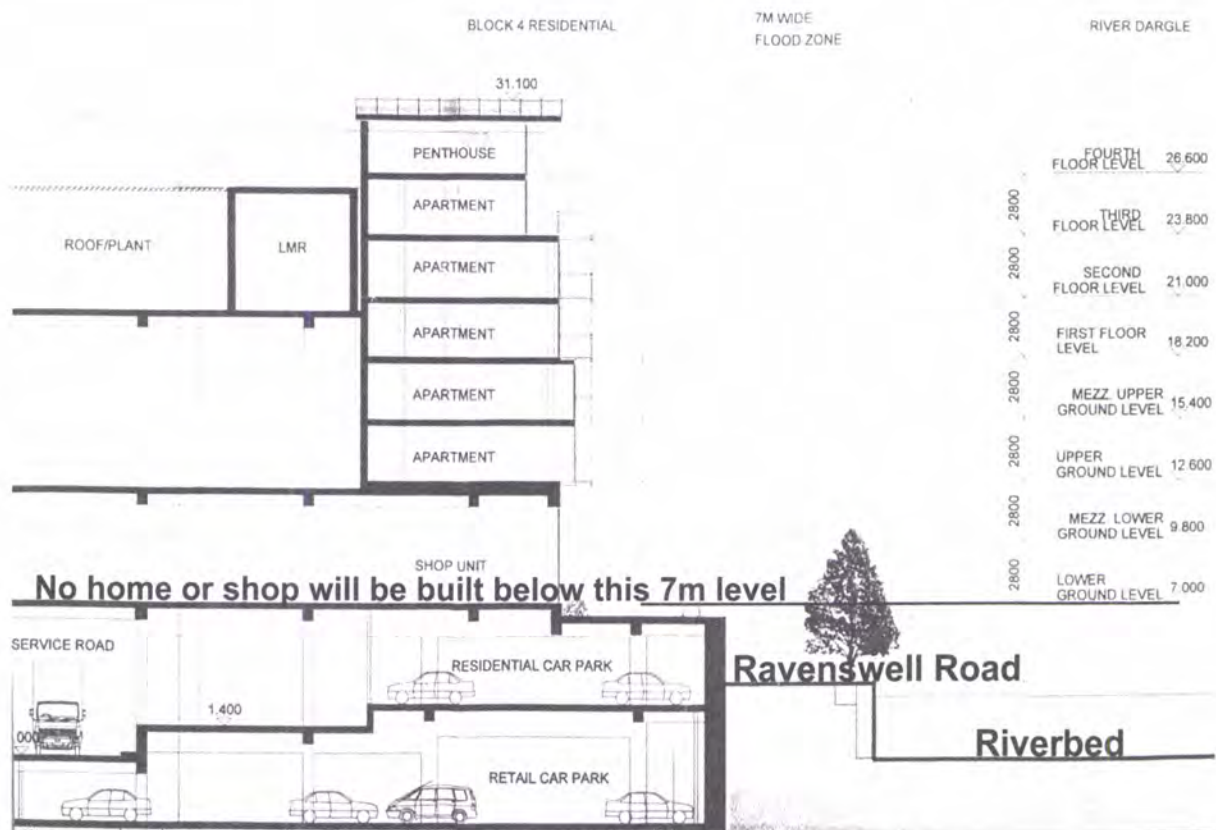 BLOCK 4 RESIDENTIAL
7M WIDE
FLOOD ZONE
RIVER DARGLE
31.100
PENTHOUSE
FOURTH
FLOOR LEVEL 26.600
APARTMENT
2800
THIRD
FLOOR LEVEL 23.800
ROOF/PLANT
LMR
APARTMENT
2800
SECOND
FLOOR LEVEL 21.000
APARTMENT
2800
FIRST FLOOR
LEVEL 18.200
APARTMENT
2800
MEZZ. UPPER
GROUND LEVEL 15.400
APARTMENT
2800
UPPER
GROUND LEVEL 12.600
2800
MEZZ. LOWER
GROUND LEVEL 9.800
SHOP UNIT
2800
LOWER
GROUND LEVEL 7.000
No home or shop will be built below this 7m level
SERVICE ROAD
RESIDENTIAL CAR PARK
Ravenswell Road
1.400
Riverbed
RETAIL CAR PARK